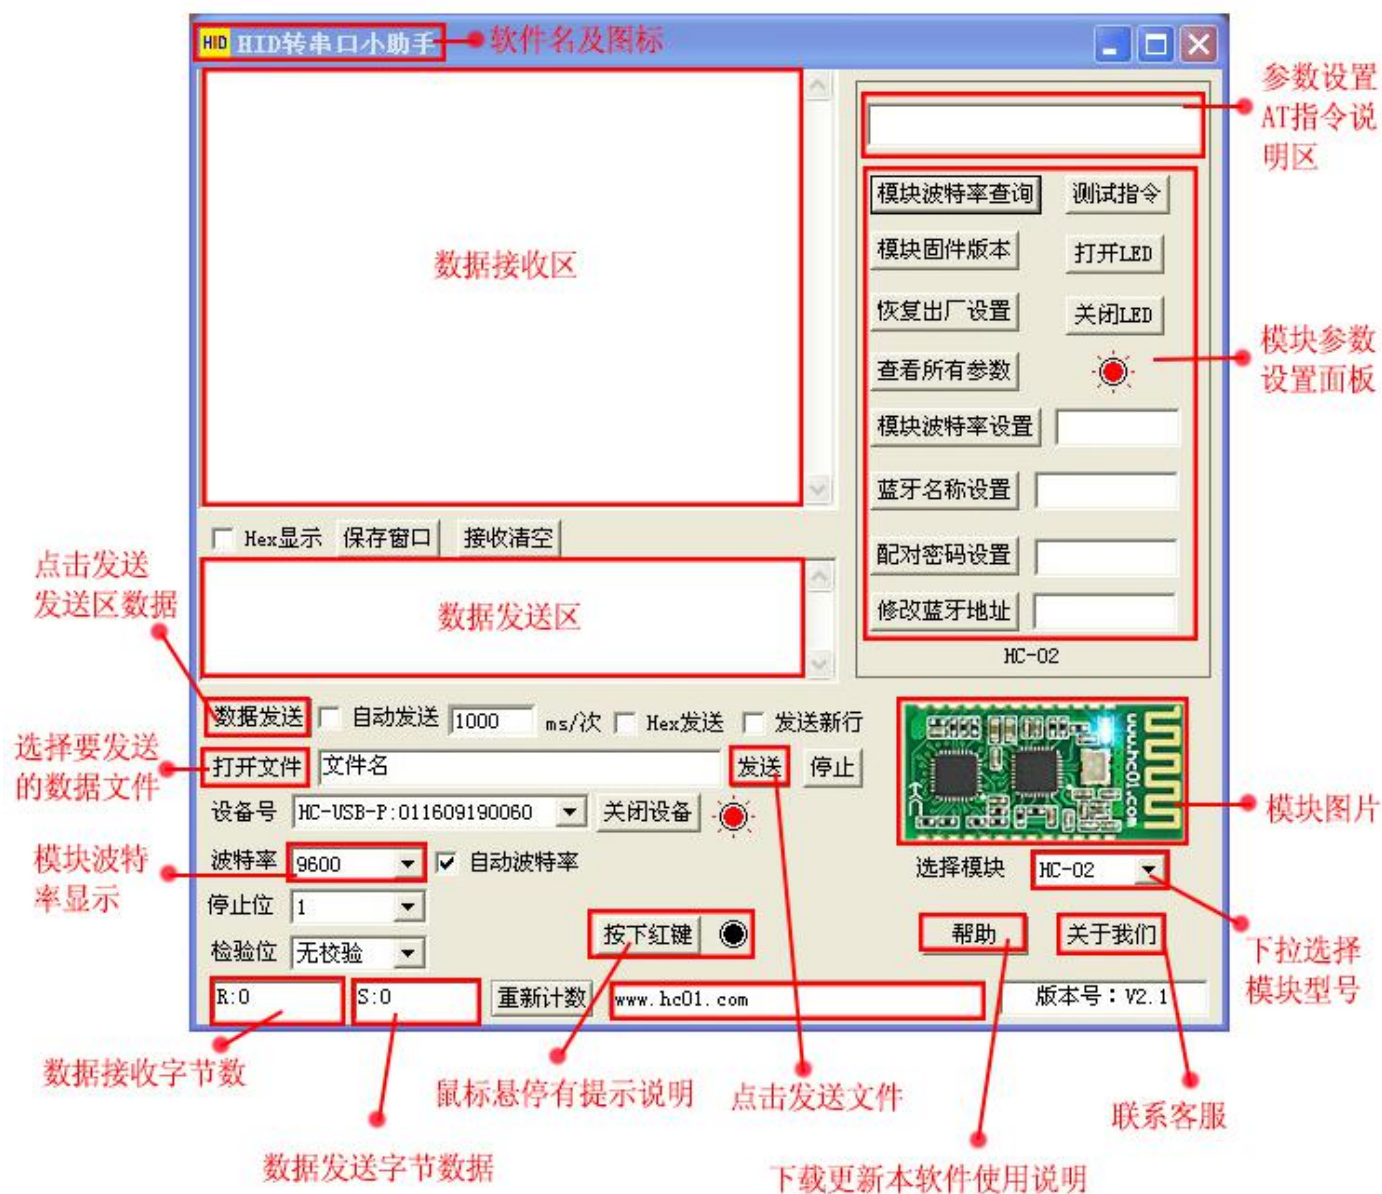 HID HID转串口小助手
软件名及图标
参数设置
AT指令说
明区
模块波特率查询 测试指令
数据接收区
模块固件版本 打开LED
恢复出厂设置 关闭LED
模块参数
设置面板
查看所有参数
模块波特率设置
蓝牙名称设置
Hex显示 保存窗口 接收清空
点击发送
发送区数据
配对密码设置
数据发送区
修改蓝牙地址
HC-02
数据发送 自动发送 1000 ms/次 Hex发送 发送新行
www.hc01.com
HC
选择要发送
的数据文件
打开文件 文件名 发送 停止
设备号 HC-USB-P:011609190060 关闭设备
模块图片
模块波特
率显示
波特率 9600 自动波特率
选择模块 HC-02
停止位 1
按下红键
帮助 关于我们
下拉选择
模块型号
检验位 无校验
R:0 S:0 重新计数 www.hc01.com 版本号：V2.1
数据接收字节数
鼠标悬停有提示说明
点击发送文件
联系客服
数据发送字节数据
下载更新本软件使用说明